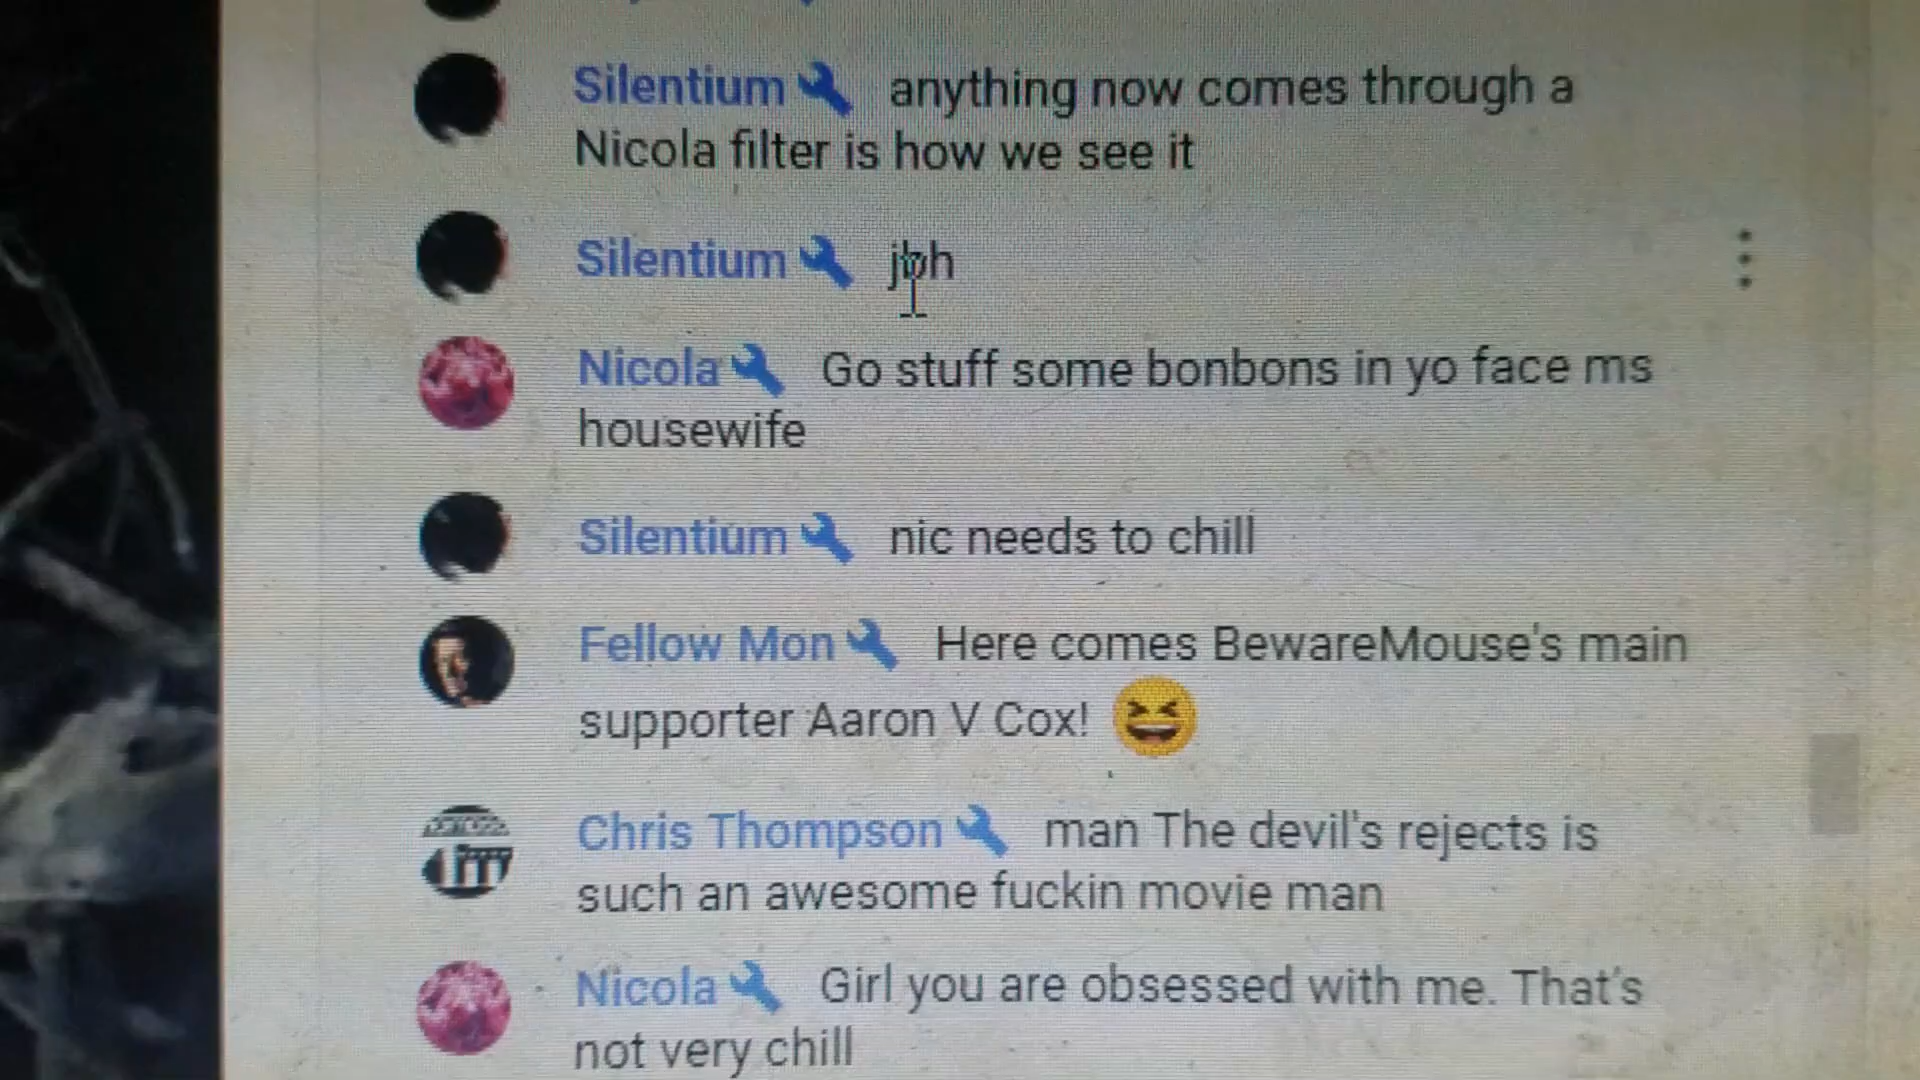 Silentium anything now comes through a
Nicola filter is how we see it
Silentium
Nicola Go stuff some bonbons in yo face ms
housewife
Silentium nic needs to chill
Fellow Mon Here comes BewareMouse's main
supporter Aaron V Cox! 😆
Chris Thompson man The devil's rejects is
such an awesome fuckin movie man
Nicola Girl you are obsessed with me. That's
not very chill